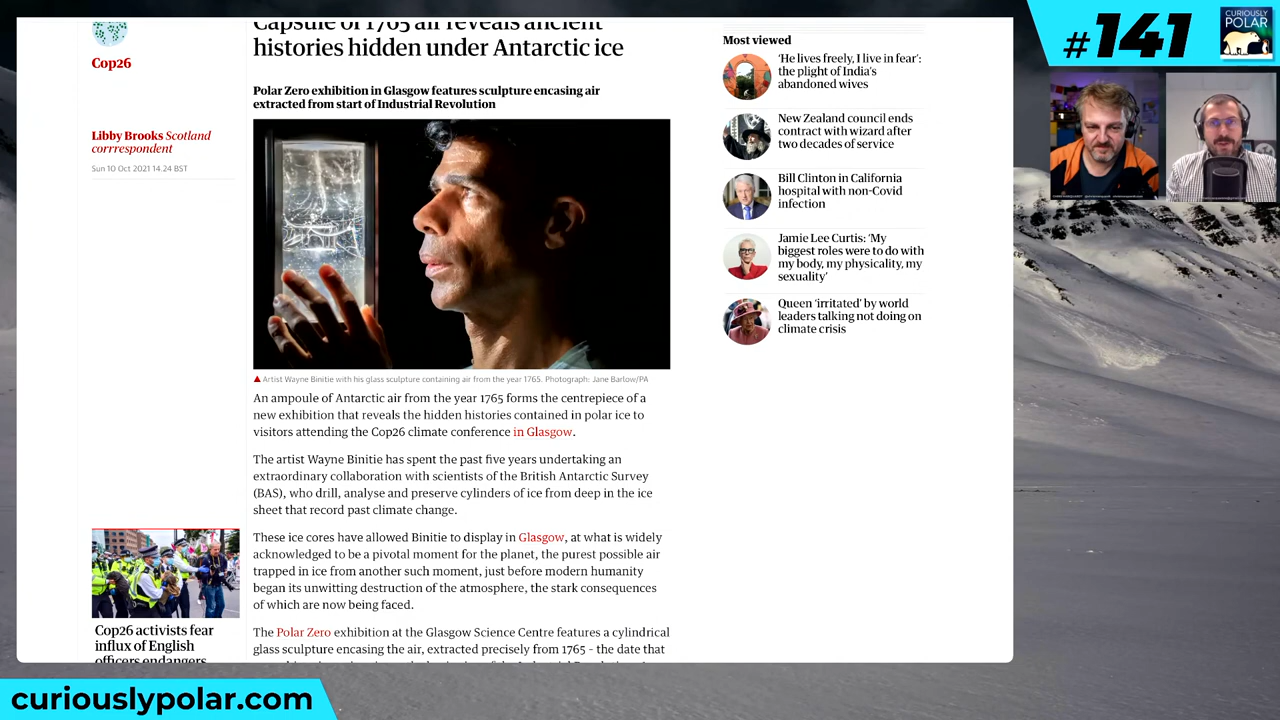 Capsule of 1765 air reveals ancient
histories hidden under Antarctic ice
Cop26
Polar Zero exhibition in Glasgow features sculpture encasing air
extracted from start of Industrial Revolution
Libby Brooks Scotland
corrrespondent
Sun 10 Oct 2021 14.24 BST
▲ Artist Wayne Binitie with his glass sculpture containing air from the year 1765. Photograph: Jane Barlow/PA
An ampoule of Antarctic air from the year 1765 forms the centrepiece of a
new exhibition that reveals the hidden histories contained in polar ice to
visitors attending the Cop26 climate conference in Glasgow.
The artist Wayne Binitie has spent the past five years undertaking an
extraordinary collaboration with scientists of the British Antarctic Survey
(BAS), who drill, analyse and preserve cylinders of ice from deep in the ice
sheet that record past climate change.
These ice cores have allowed Binitie to display in Glasgow, at what is widely
acknowledged to be a pivotal moment for the planet, the purest possible air
trapped in ice from another such moment, just before modern humanity
began its unwitting destruction of the atmosphere, the stark consequences
of which are now being faced.
The Polar Zero exhibition at the Glasgow Science Centre features a cylindrical
glass sculpture encasing the air, extracted precisely from 1765 – the date that
Cop26 activists fear
influx of English
officers endangers
Most viewed
‘He lives freely, I live in fear’:
the plight of India’s
abandoned wives
New Zealand council ends
contract with wizard after
two decades of service
Bill Clinton in California
hospital with non-Covid
infection
Jamie Lee Curtis: ‘My
biggest roles were to do with
my body, my physicality, my
sexuality’
Queen ‘irritated’ by world
leaders talking not doing on
climate crisis
#141
CURIOUSLY
POLAR
curiouslypolar.com